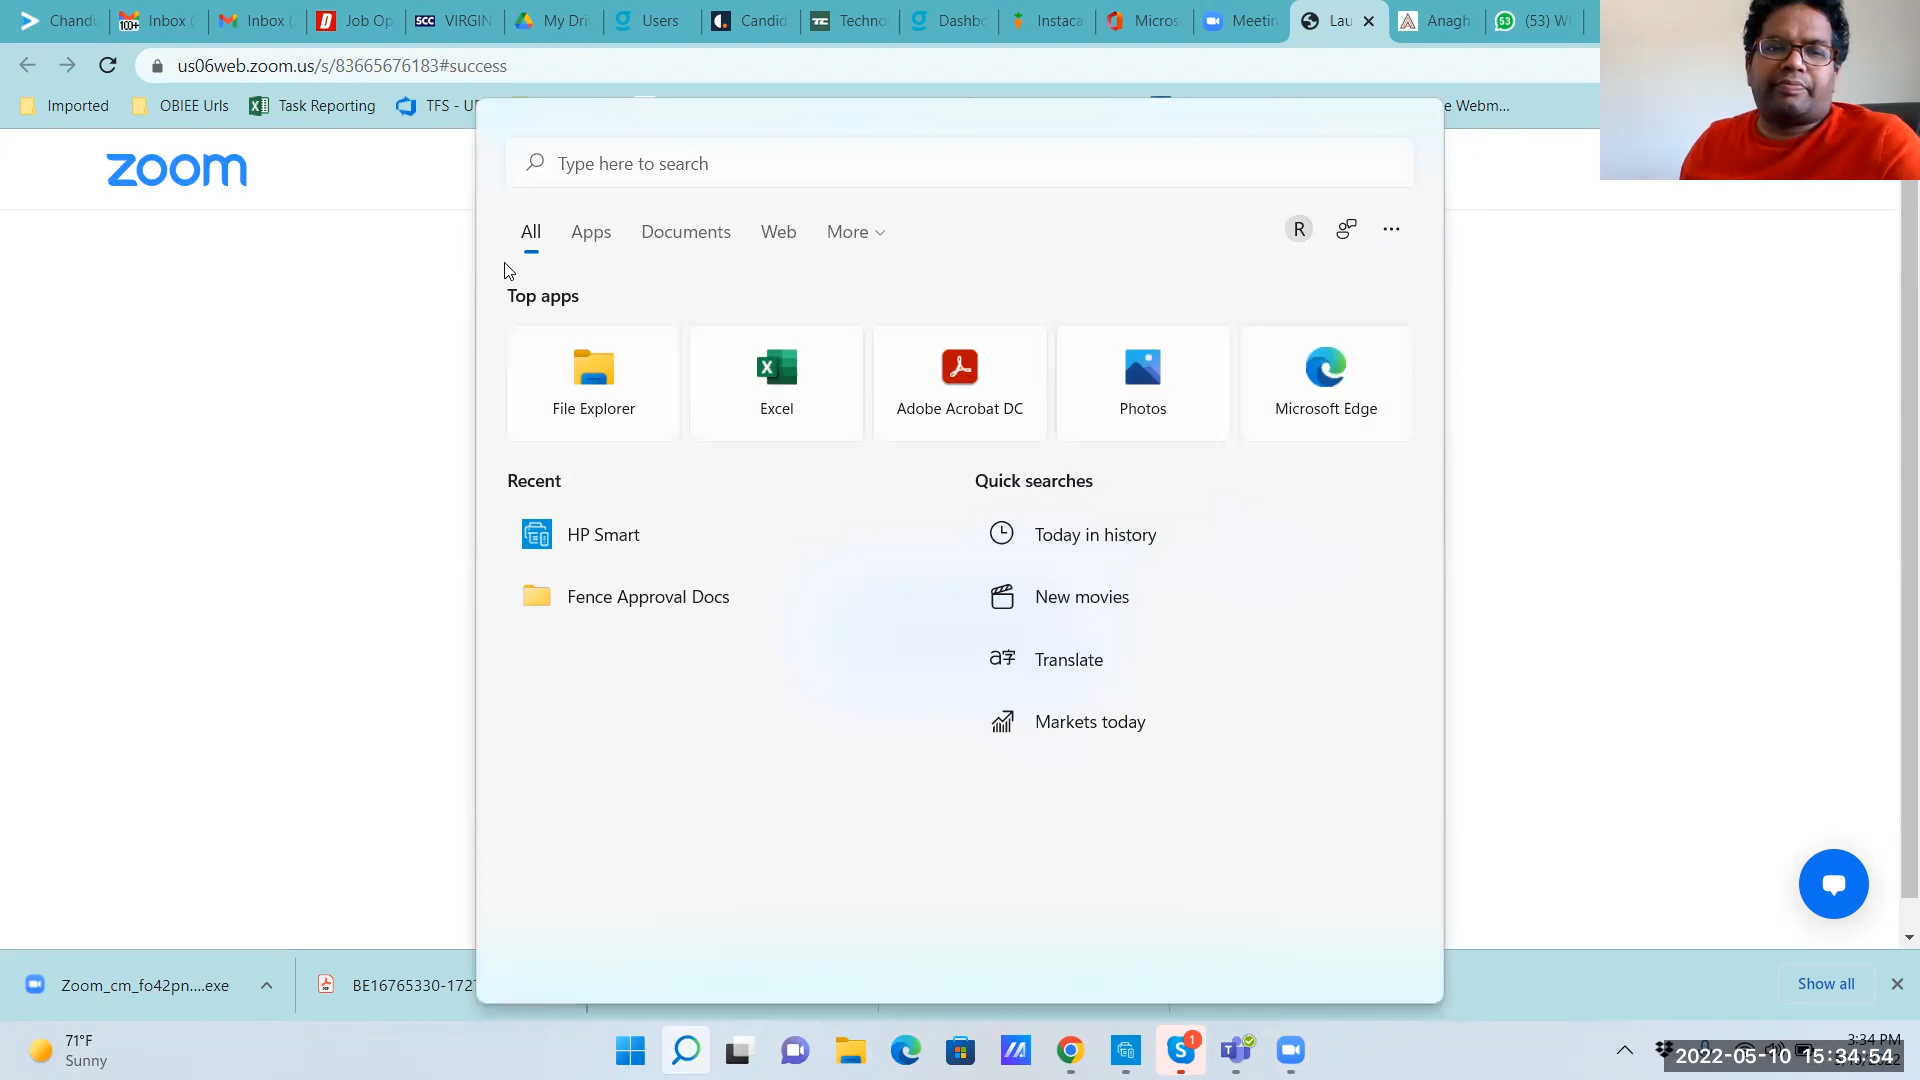 Chandu
Inbox (
Inbox (
Job Op
VIRGIN
My Dri
Users
Candid
Techno
Dashbo
Instaca
Micros
Meetin
Lau
Anagh
(53) W
us06web.zoom.us/s/83665676183#success
Imported
OBIEE Urls
Task Reporting
TFS - U
e Webm...
zoom
Type here to search
All
Apps
Documents
Web
More
R
Top apps
File Explorer
Excel
Adobe Acrobat DC
Photos
Microsoft Edge
Recent
Quick searches
HP Smart
Today in history
Fence Approval Docs
New movies
Translate
Markets today
Zoom_cm_fo42pn....exe
BE16765330-172
Show all
71°F
Sunny
1
3:34 PM
2022-05-10 15:34:54